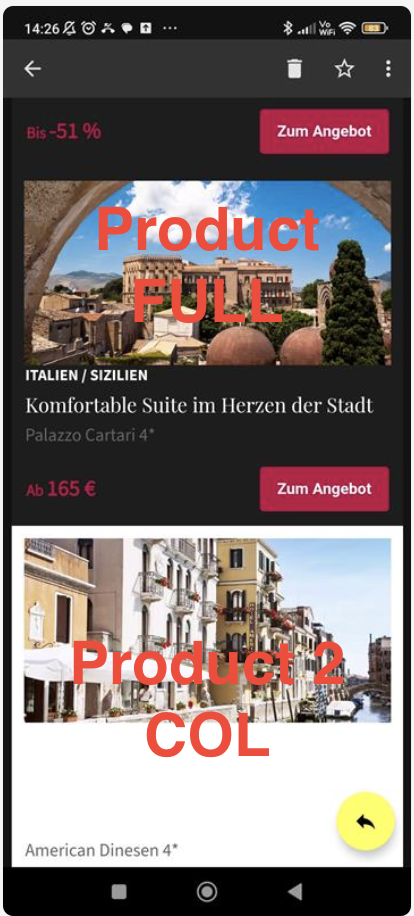 14:26
Vo
WiFi
83
Bis -51 %
Zum Angebot
Product
FULL
ITALIEN / SIZILIEN
Komfortable Suite im Herzen der Stadt
Palazzo Cartari 4*
Ab 165 €
Zum Angebot
Product 2
COL
American Dinesen 4*